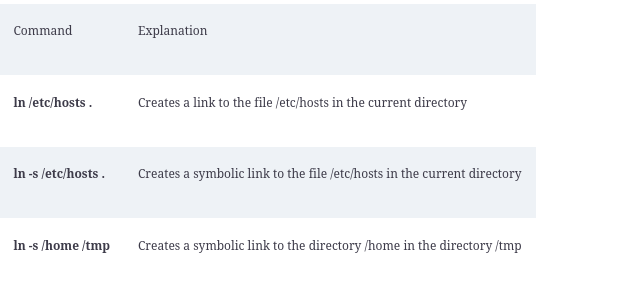 Command Explanation
ln /etc/hosts . Creates a link to the file /etc/hosts in the current directory
ln -s /etc/hosts . Creates a symbolic link to the file /etc/hosts in the current directory
ln -s /home /tmp Creates a symbolic link to the directory /home in the directory /tmp